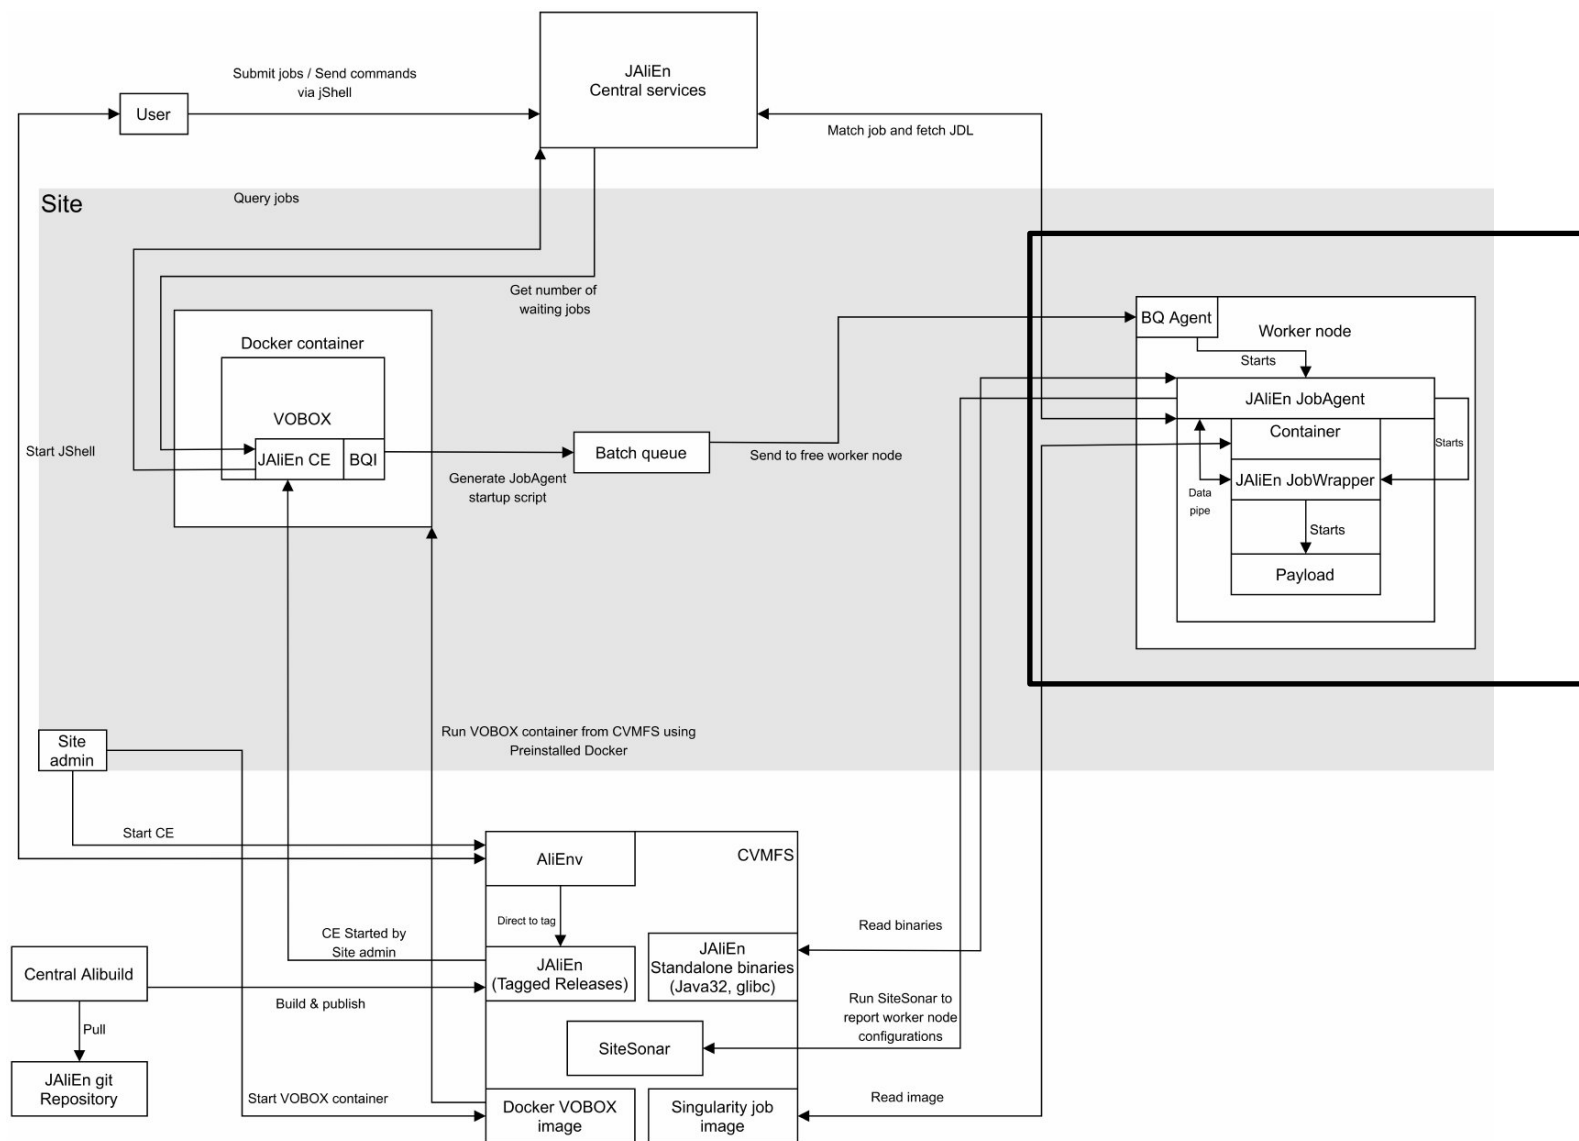 JAliEn
Central services
Submit jobs / Send commands
via jShell
User
Match job and fetch JDL
Site
Query jobs
Get number of
waiting jobs
BQ Agent
Worker node
Starts
Docker container
VOBOX
JAliEn CE
BQI
Start JShell
Generate JobAgent
startup script
Batch queue
Send to free worker node
JAliEn JobAgent
Container
Starts
JAliEn JobWrapper
Data
pipe
Starts
Payload
Site
admin
Run VOBOX container from CVMFS using
Preinstalled Docker
Start CE
AliEnv
CVMFS
Direct to tag
CE Started by
Site admin
Read binaries
Central Alibuild
JAliEn
(Tagged Releases)
JAliEn
Standalone binaries
(Java32, glibc)
Build & publish
Pull
Run SiteSonar to
report worker node
configurations
SiteSonar
JAliEn git
Repository
Start VOBOX container
Docker VOBOX
image
Singularity job
image
Read image